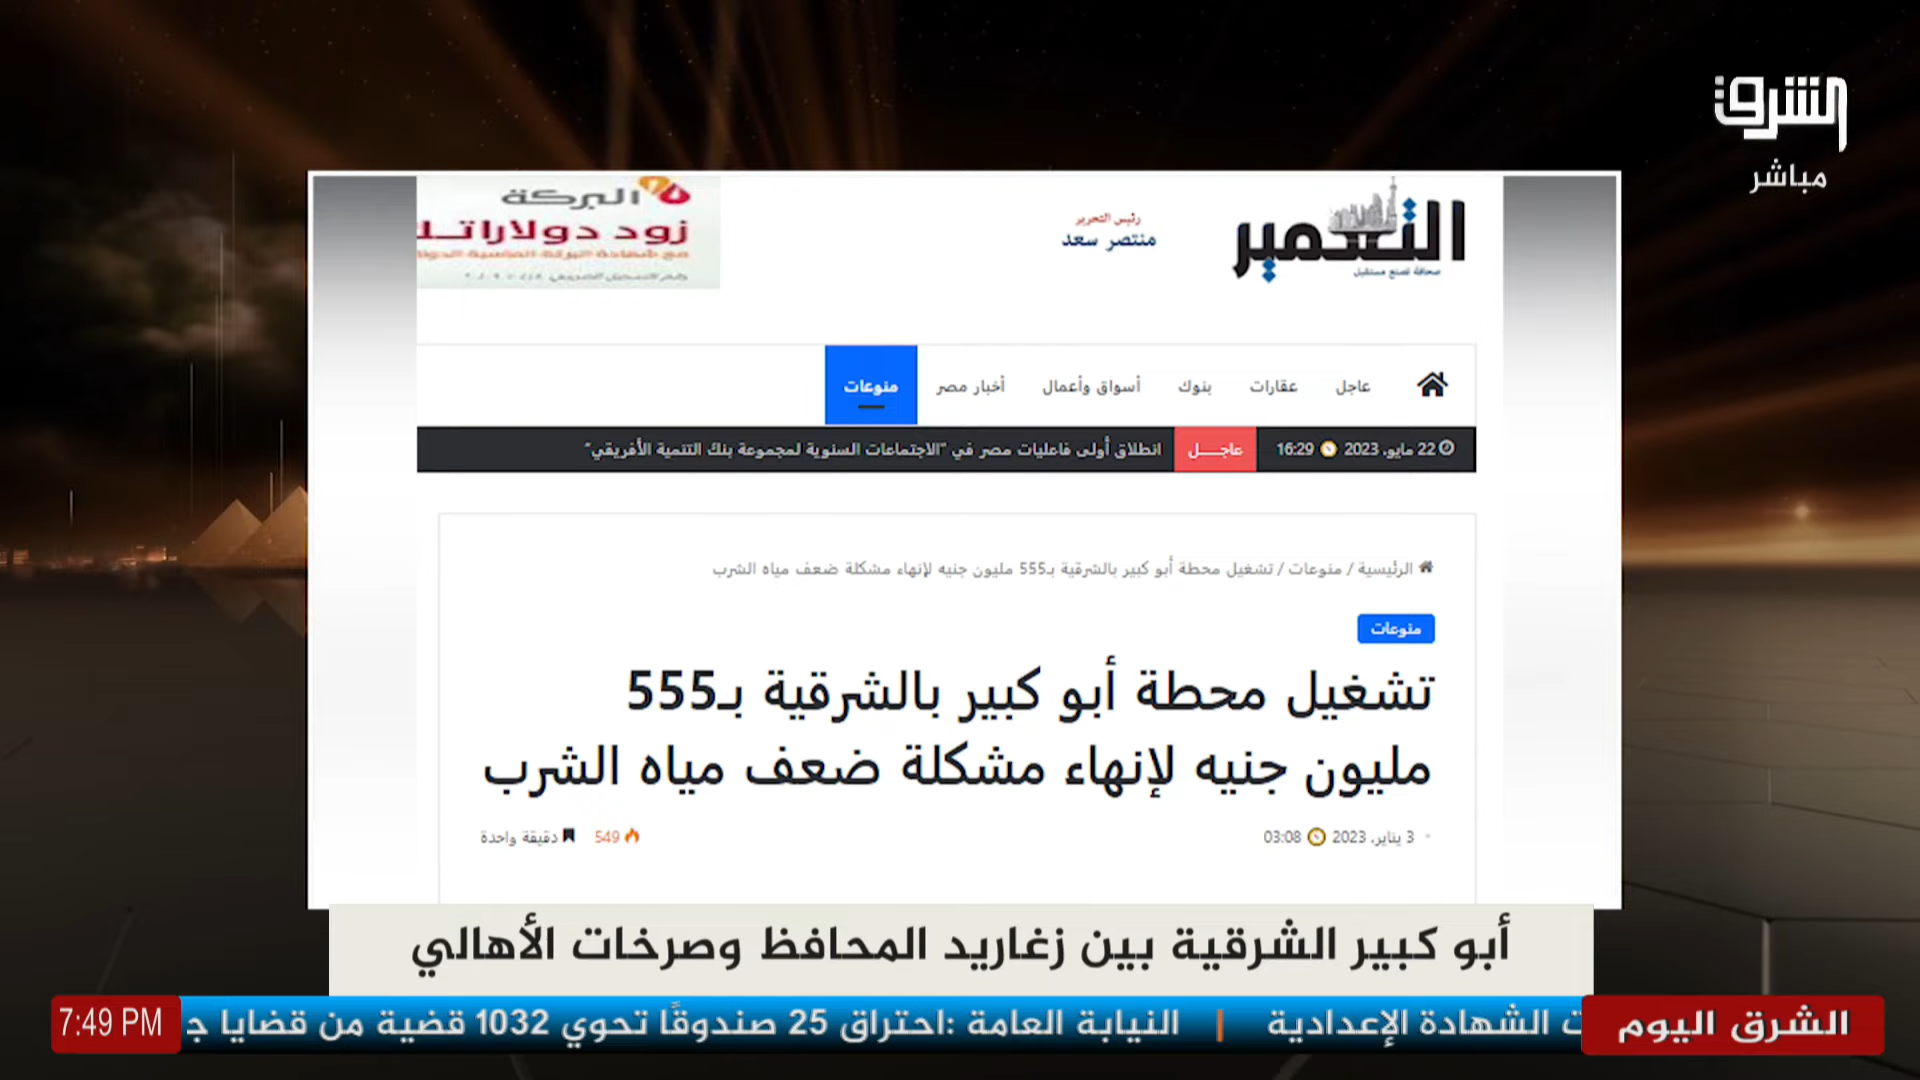 الشرق
مباشر
البركة
زود دولاراتك
رئيس التحرير
منتصر سعد
التعمير
صحافة تصنع مستقبل
عاجل
عقارات
بنوك
أسواق وأعمال
أخبار مصر
منوعات
22 مايو، 2023 16:29
عاجل
انطلاق أولى فاعليات مصر في "الاجتماعات السنوية لمجموعة بنك التنمية الأفريقي"
الرئيسية / منوعات / تشغيل محطة أبو كبير بالشرقية بـ555 مليون جنيه لإنهاء مشكلة ضعف مياه الشرب
منوعات
تشغيل محطة أبو كبير بالشرقية بـ555
مليون جنيه لإنهاء مشكلة ضعف مياه الشرب
3 يناير، 2023 03:08
549 دقيقة واحدة
أبو كبير الشرقية بين زغاريد المحافظ وصرخات الأهالي
الشرق اليوم
ت الشهادة الإعدادية | النيابة العامة :احتراق 25 صندوقًا تحوي 1032 قضية من قضايا ج
7:49 PM